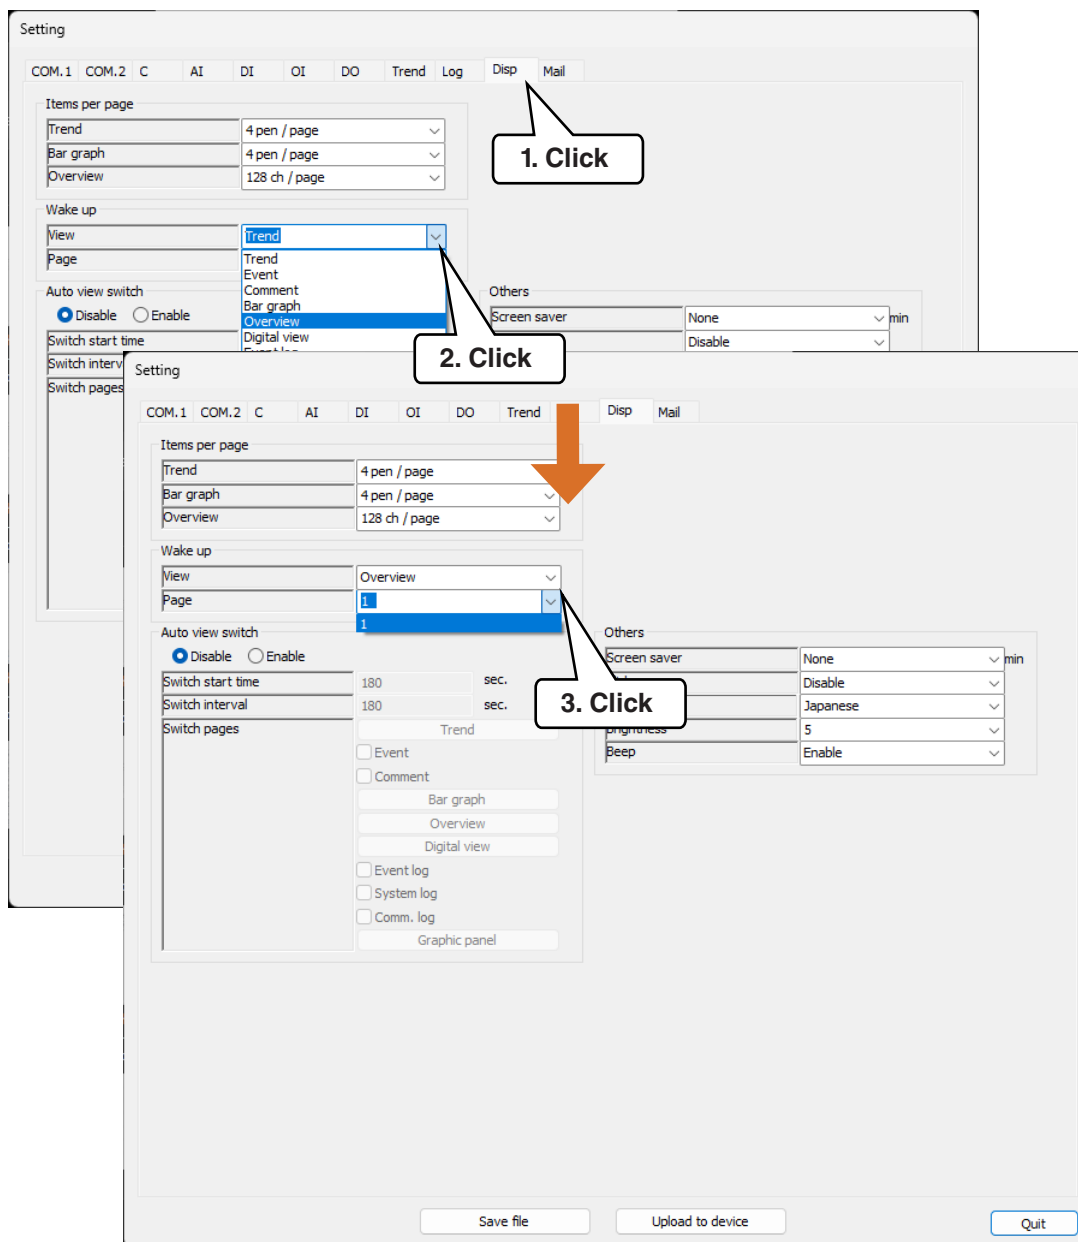 Setting
COM.1 COM.2 C AI DI OI DO Trend Log Disp Mail
Items per page
Trend 4 pen / page
Bar graph 4 pen / page
Overview 128 ch / page
1. Click
Wake up
View Trend
Page
Trend
Event
Comment
Bar graph
Overview
Digital view
Auto view switch
Disable Enable
Switch start time
Switch interv
Switch pages
Others
Screen saver None min
Disable
2. Click
Setting
COM.1 COM.2 C AI DI OI DO Trend Disp Mail
Items per page
Trend 4 pen / page
Bar graph 4 pen / page
Overview 128 ch / page
Wake up
View Overview
Page 1
1
Auto view switch
Disable Enable
Switch start time 180 sec.
Switch interval 180 sec.
Switch pages Trend
Event
Comment
Bar graph
Overview
Digital view
Event log
System log
Comm. log
Graphic panel
3. Click
Others
Screen saver None min
Disable
Japanese
Brightness 5
Beep Enable
Save file Upload to device Quit